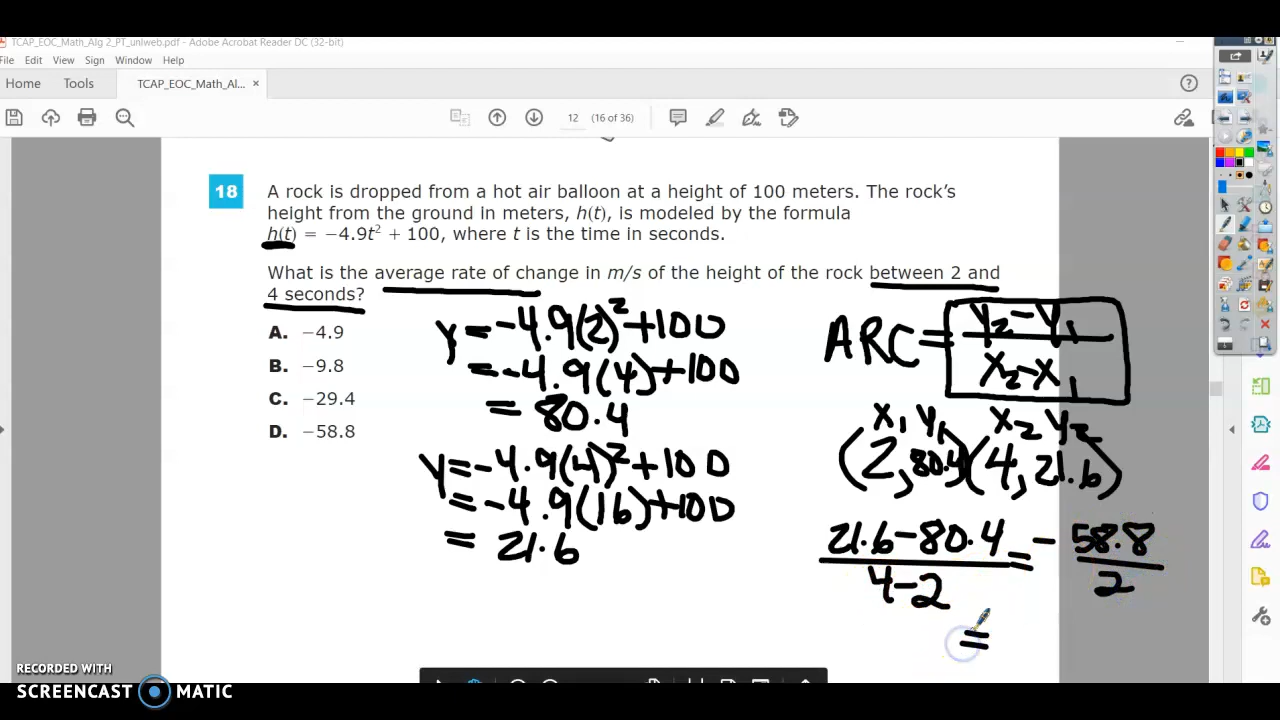 TCAP_EOC_Math_Alg 2_PT_unlweb.pdf - Adobe Acrobat Reader DC (32-bit)
File Edit View Sign Window Help
Home Tools TCAP_EOC_Math_Al... ×
12 (16 of 36)
18 A rock is dropped from a hot air balloon at a height of 100 meters. The rock's
height from the ground in meters, h(t), is modeled by the formula
h(t) = −4.9t² + 100, where t is the time in seconds.
What is the average rate of change in m/s of the height of the rock between 2 and
4 seconds?
A. −4.9
B. −9.8
C. −29.4
D. −58.8
y = -4.9(2)²+100
= -4.9(4)+100
= 80.4
y = -4.9(4)²+100
= -4.9(16)+100
= 21.6
ARC = y₂-y₁
x₂-x₁
x₁ y₁ x₂ y₂
(2, 80.4)(4, 21.6)
21.6-80.4 = - 58.8
4-2 2
=
RECORDED WITH
SCREENCAST MATIC